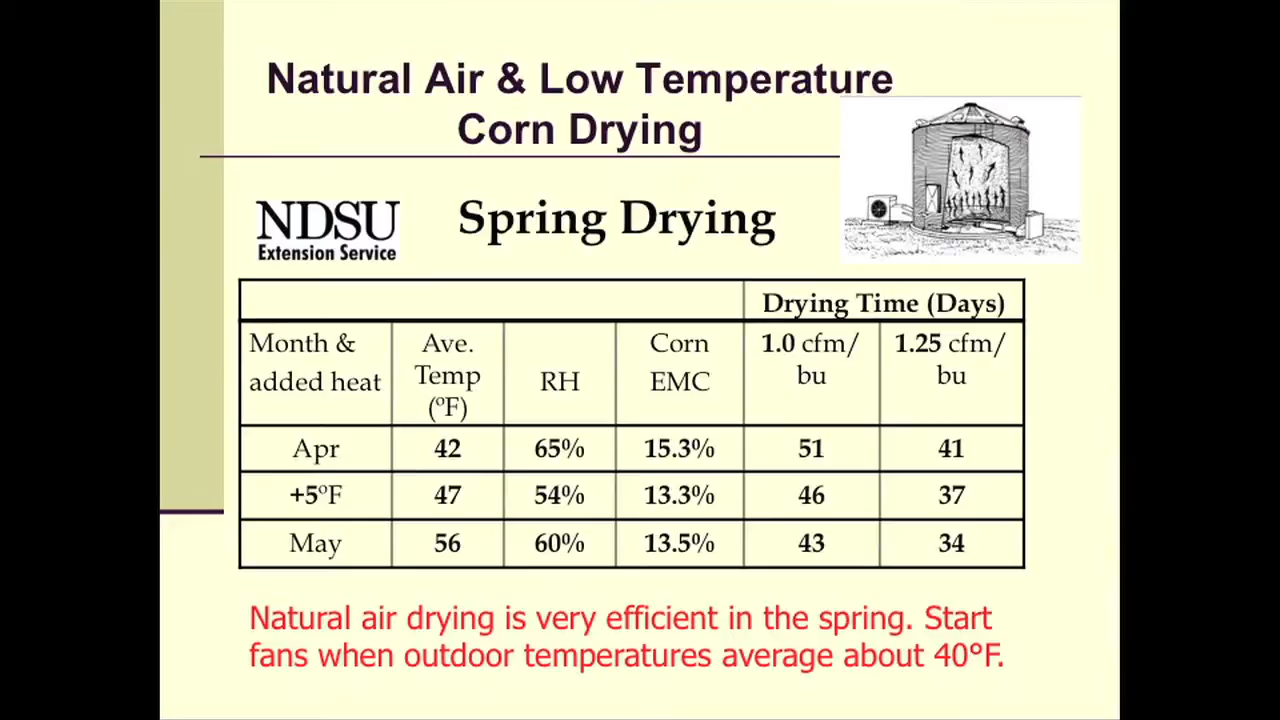 Natural Air & Low Temperature
Corn Drying
NDSU
Extension Service
Spring Drying
Drying Time (Days)
Month & added heat Ave. Temp (ºF) RH Corn EMC 1.0 cfm/ bu 1.25 cfm/ bu
Apr 42 65% 15.3% 51 41
+5ºF 47 54% 13.3% 46 37
May 56 60% 13.5% 43 34
Natural air drying is very efficient in the spring. Start
fans when outdoor temperatures average about 40°F.